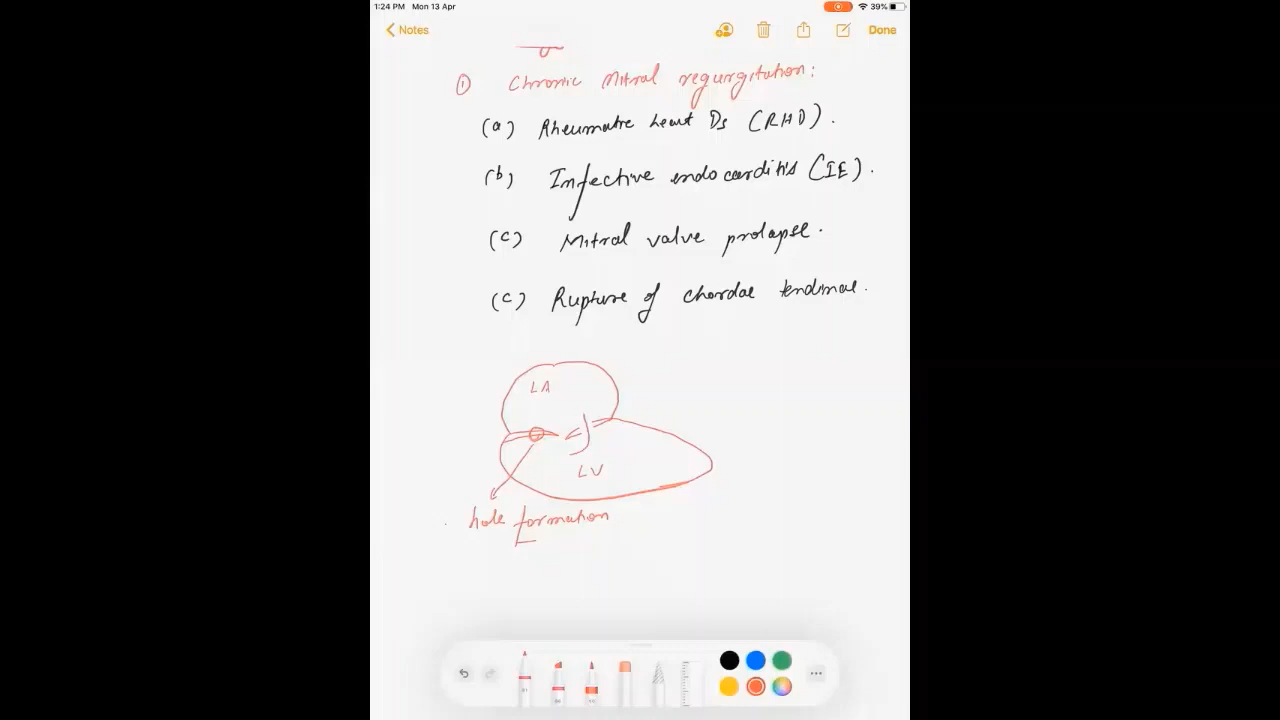 1:24 PM Mon 13 Apr 39%
Notes Done
① Chronic Mitral regurgitation:
(a) Rheumatic heart Ds (RHD).
(b) Infective endocarditis (IE).
(c) Mitral valve prolapse.
(c) Rupture of chordae tendinae.
LA
LV
hole formation